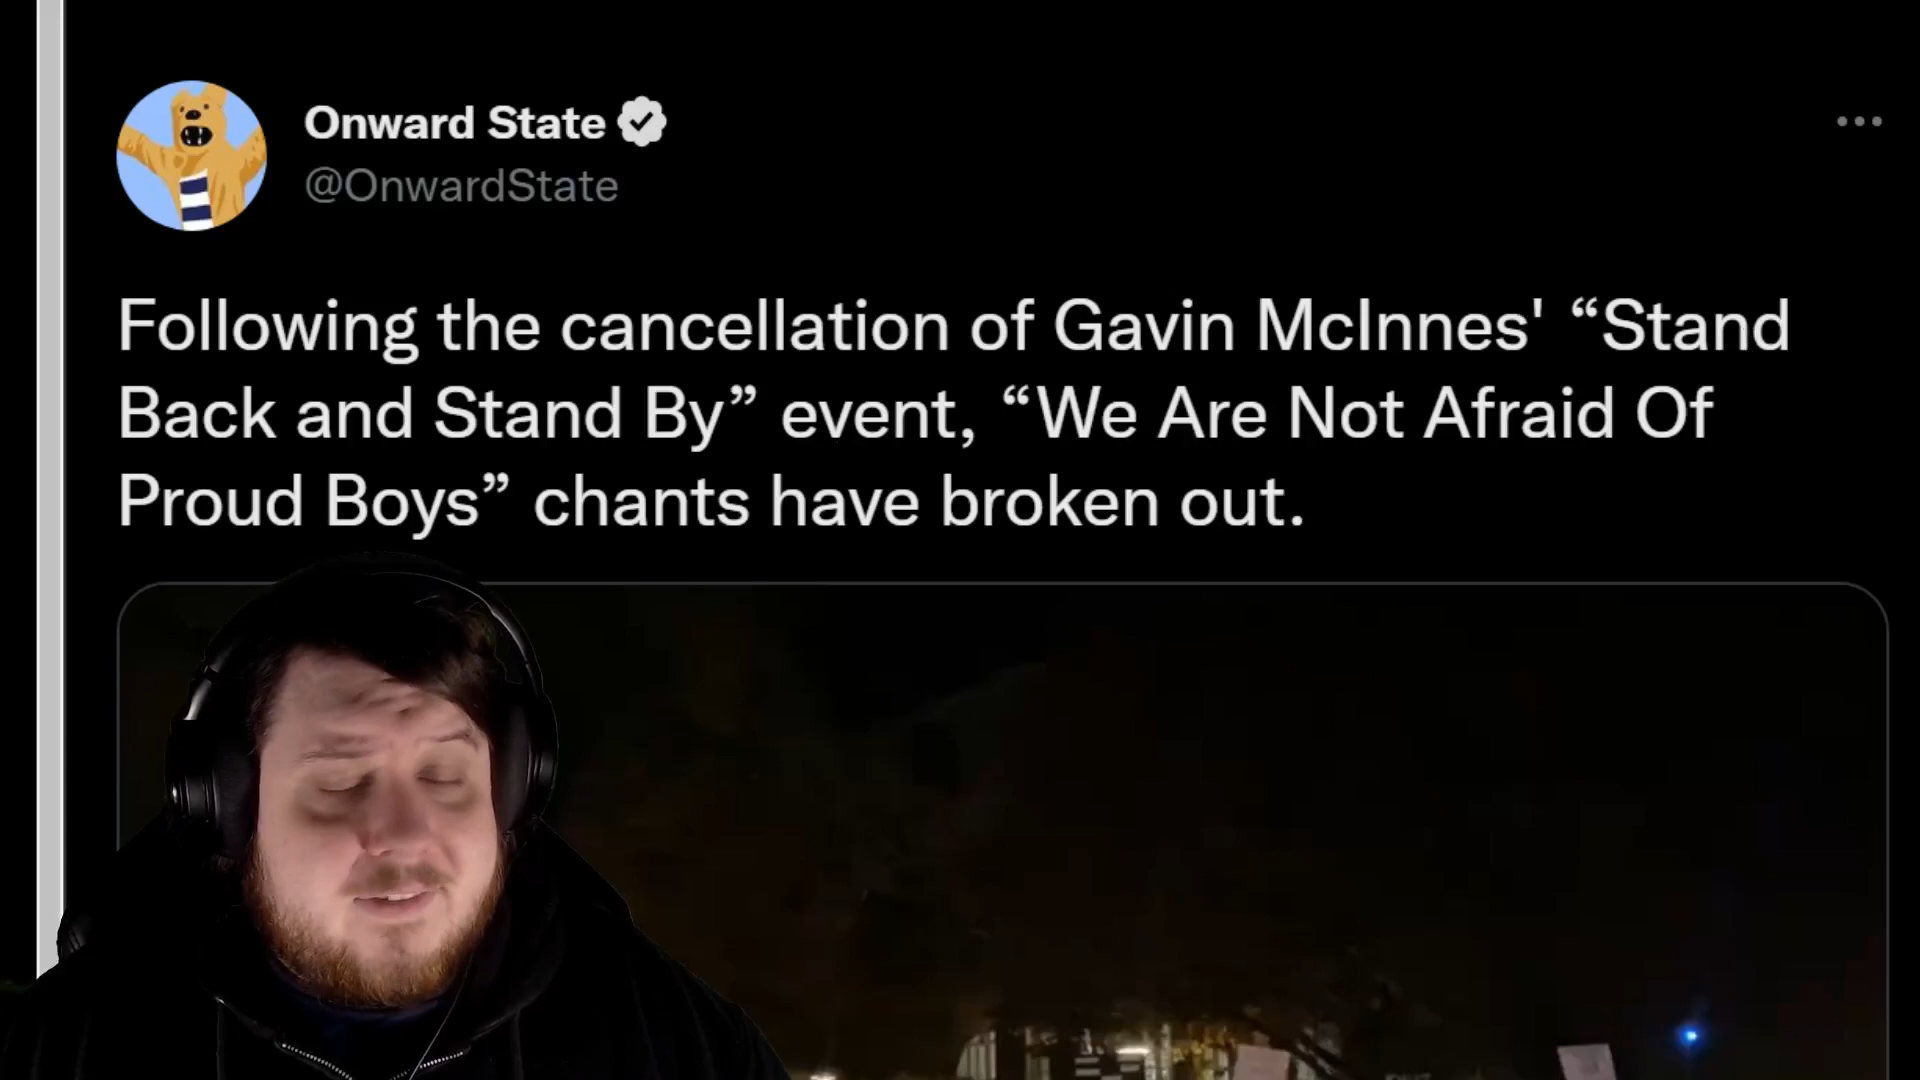 Onward State
@OnwardState
Following the cancellation of Gavin McInnes' “Stand
Back and Stand By” event, “We Are Not Afraid Of
Proud Boys” chants have broken out.